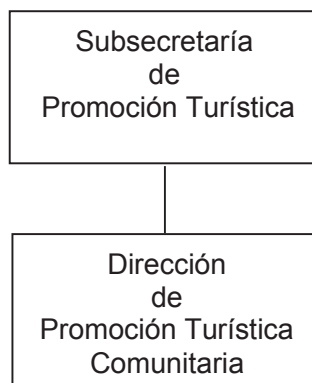 Subsecretaría
de
Promoción Turística
Dirección
de
Promoción Turística
Comunitaria